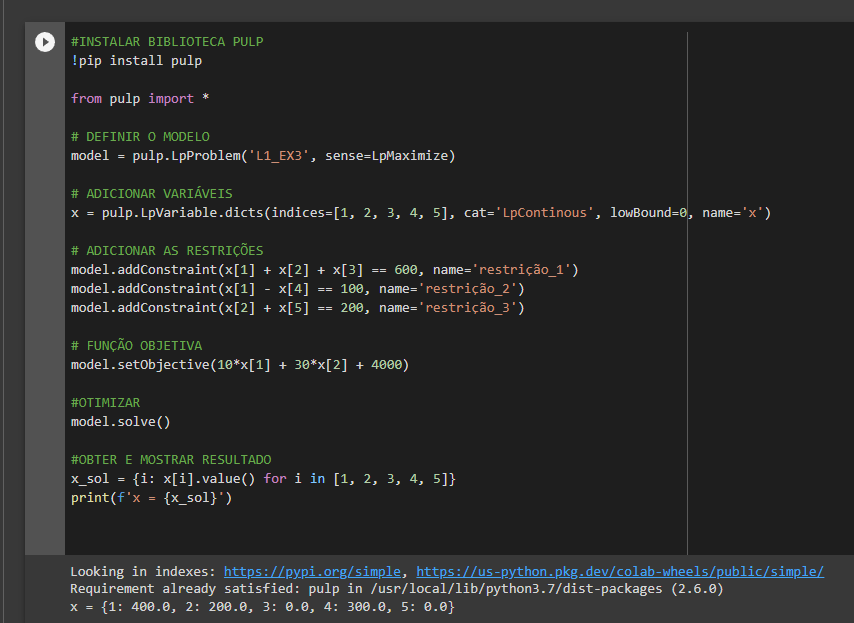 #INSTALAR BIBLIOTECA PULP
!pip install pulp
from pulp import *
# DEFINIR O MODELO
model = pulp.LpProblem('L1_EX3', sense=LpMaximize)
# ADICIONAR VARIÁVEIS
x = pulp.LpVariable.dicts(indices=[1, 2, 3, 4, 5], cat='LpContinous', lowBound=0, name='x')
# ADICIONAR AS RESTRIÇÕES
model.addConstraint(x[1] + x[2] + x[3] == 600, name='restrição_1')
model.addConstraint(x[1] - x[4] == 100, name='restrição_2')
model.addConstraint(x[2] + x[5] == 200, name='restrição_3')
# FUNÇÃO OBJETIVA
model.setObjective(10*x[1] + 30*x[2] + 4000)
#OTIMIZAR
model.solve()
#OBTER E MOSTRAR RESULTADO
x_sol = {i: x[i].value() for i in [1, 2, 3, 4, 5]}
print(f'x = {x_sol}')
Looking in indexes: https://pypi.org/simple, https://us-python.pkg.dev/colab-wheels/public/simple/
Requirement already satisfied: pulp in /usr/local/lib/python3.7/dist-packages (2.6.0)
x = {1: 400.0, 2: 200.0, 3: 0.0, 4: 300.0, 5: 0.0}